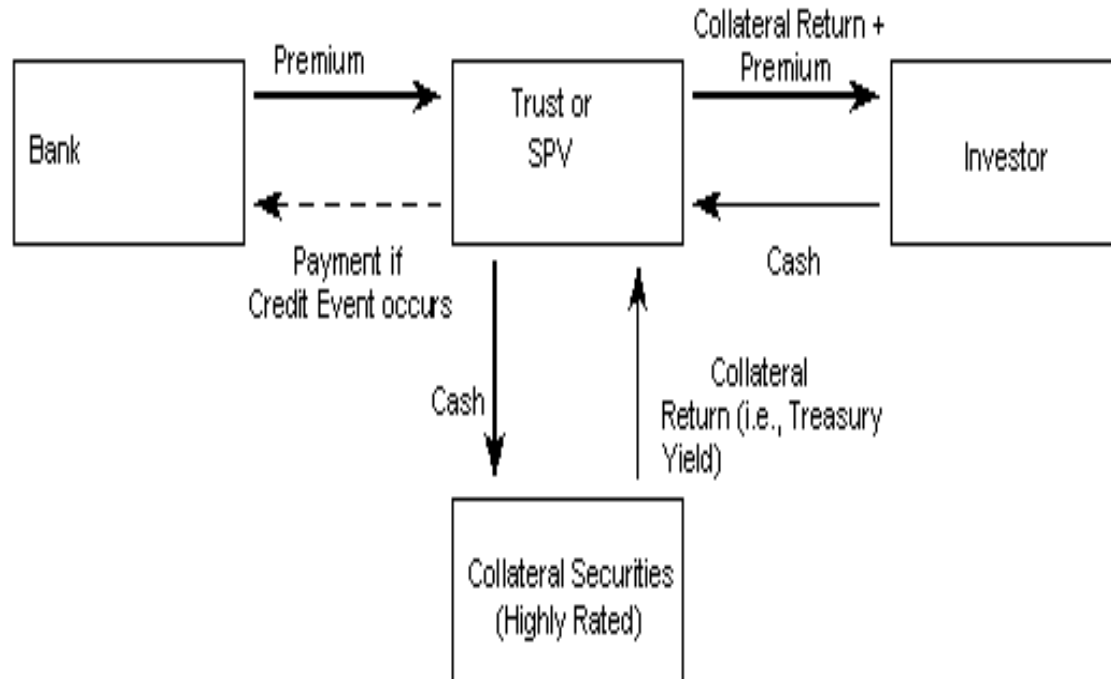 Collateral Return +
Premium
Premium
Bank
Trust or
SPV
Investor
Payment if
Credit Event occurs
Cash
Cash
Collateral
Return (i.e., Treasury
Yield)
Collateral Securities
(Highly Rated)